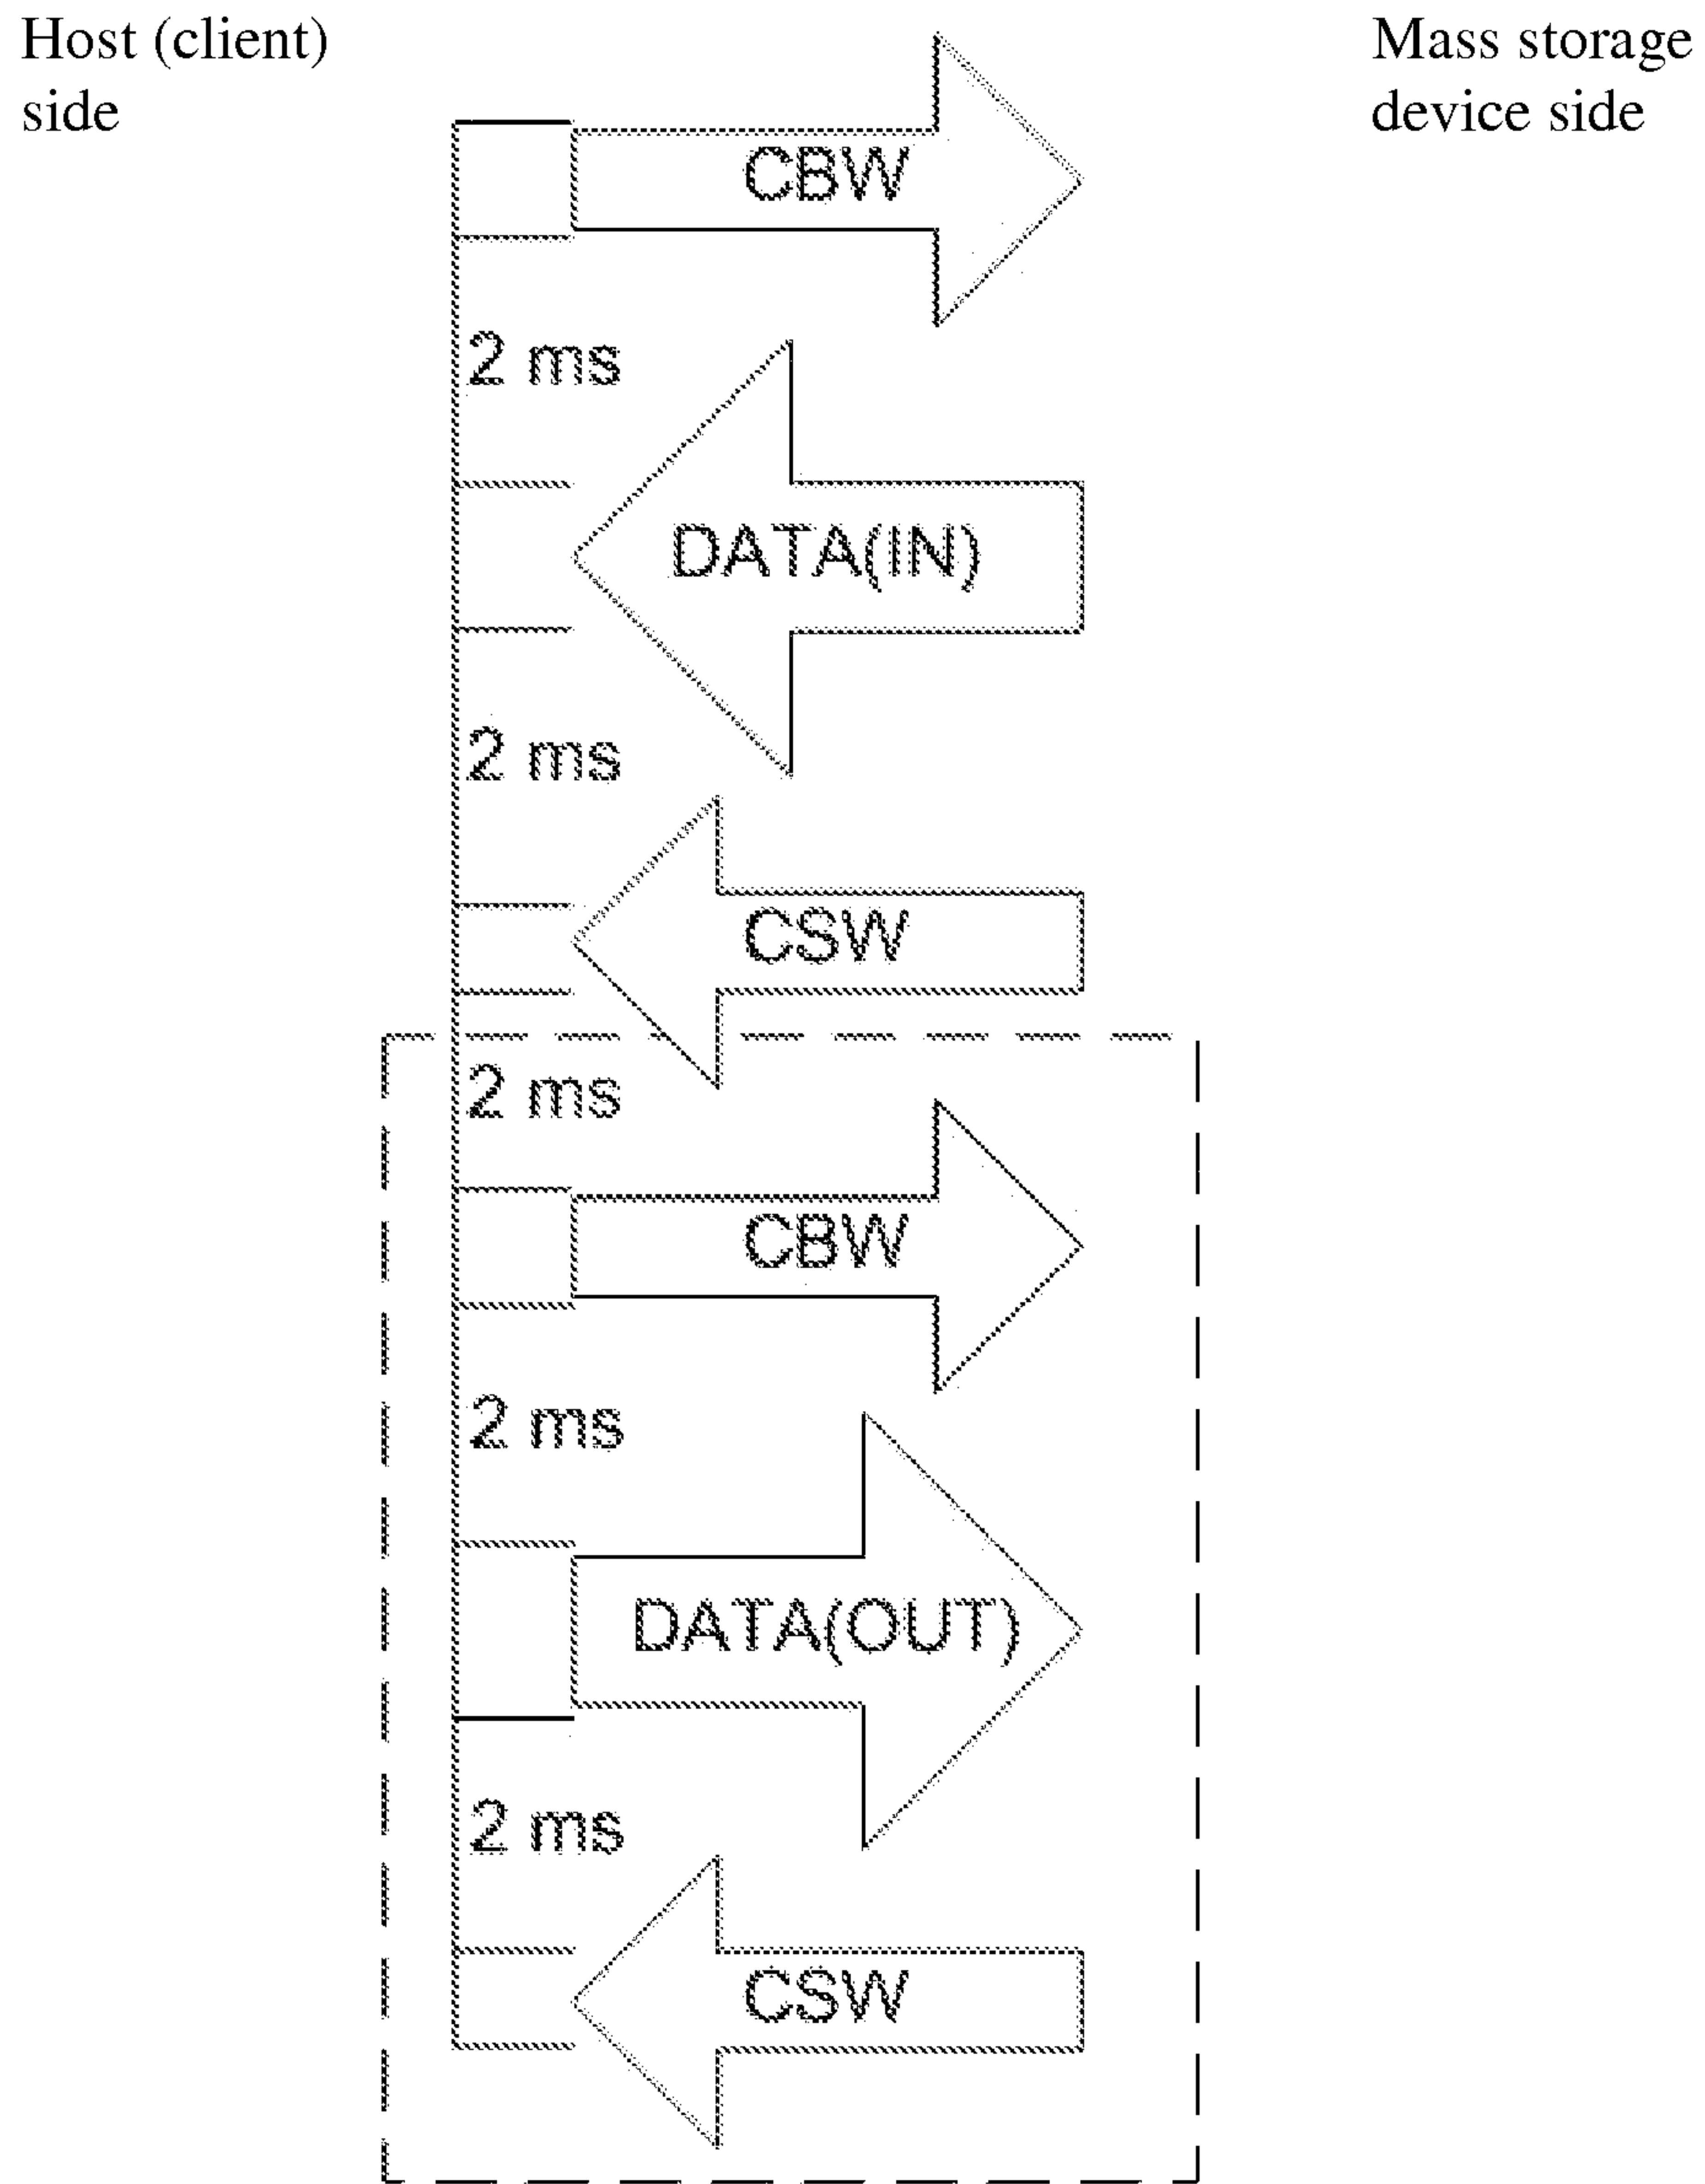 Host (client)
side
Mass storage
device side
CBW
2 ms
DATA(IN)
2 ms
CSW
2 ms
CBW
2 ms
DATA(OUT)
2 ms
CSW